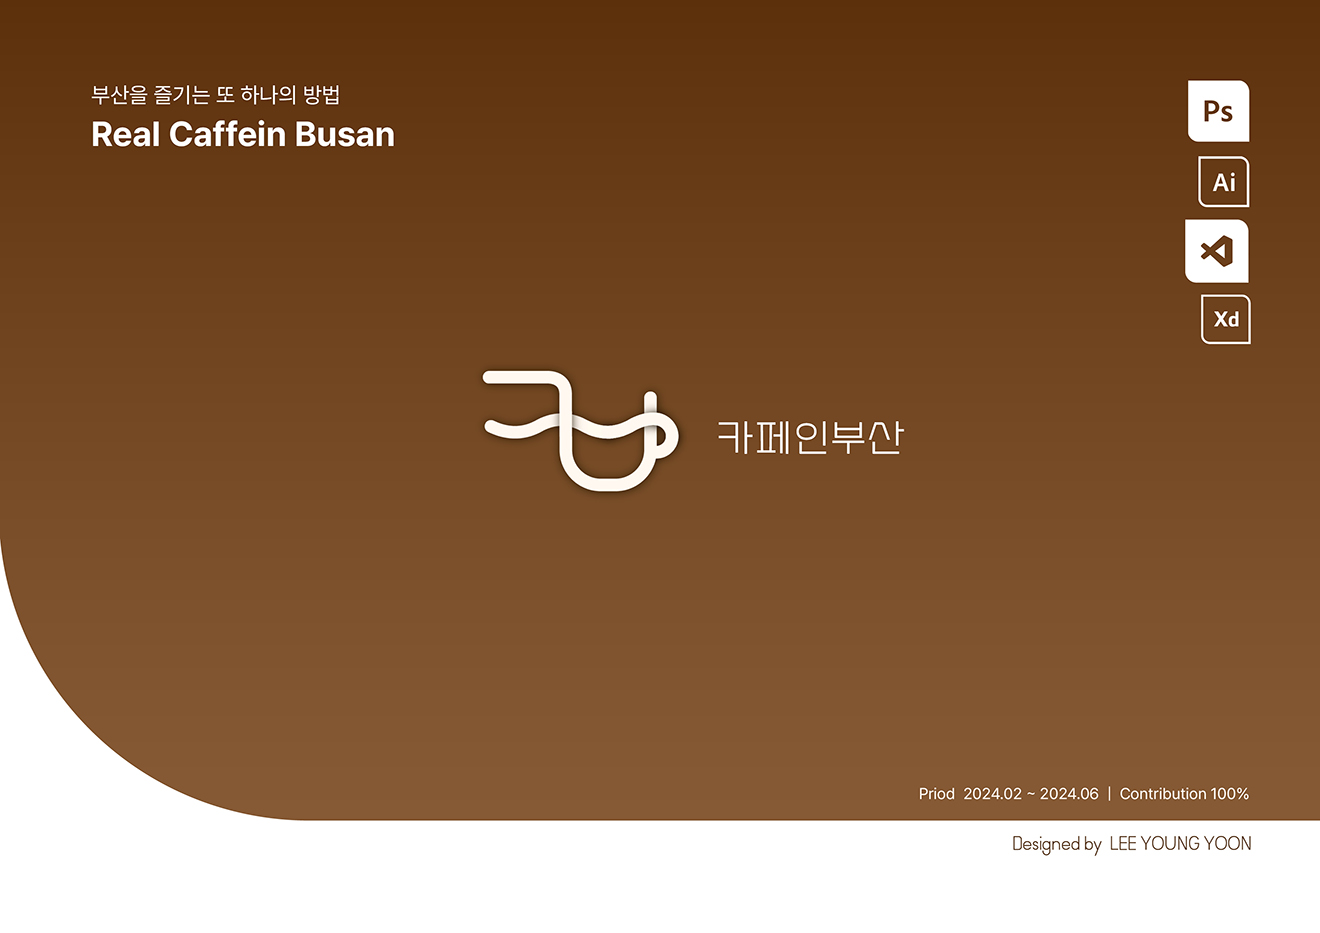 부산을 즐기는 또 하나의 방법
Real Caffein Busan
Ps
Ai
Xd
카페인부산
Priod 2024.02 ~ 2024.06 | Contribution 100%
Designed by LEE YOUNG YOON